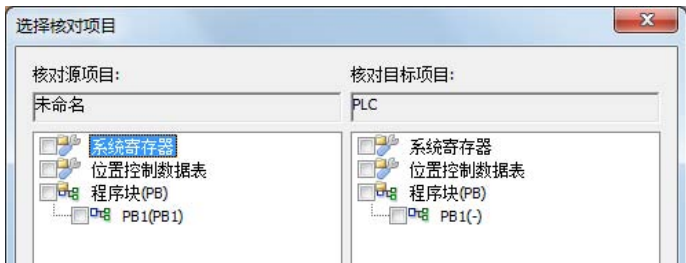 选择核对项目
核对源项目:
核对目标项目:
未命名
PLC
系统寄存器
位置控制数据表
程序块(PB)
PB1(PB1)
系统寄存器
位置控制数据表
程序块(PB)
PB1(-)